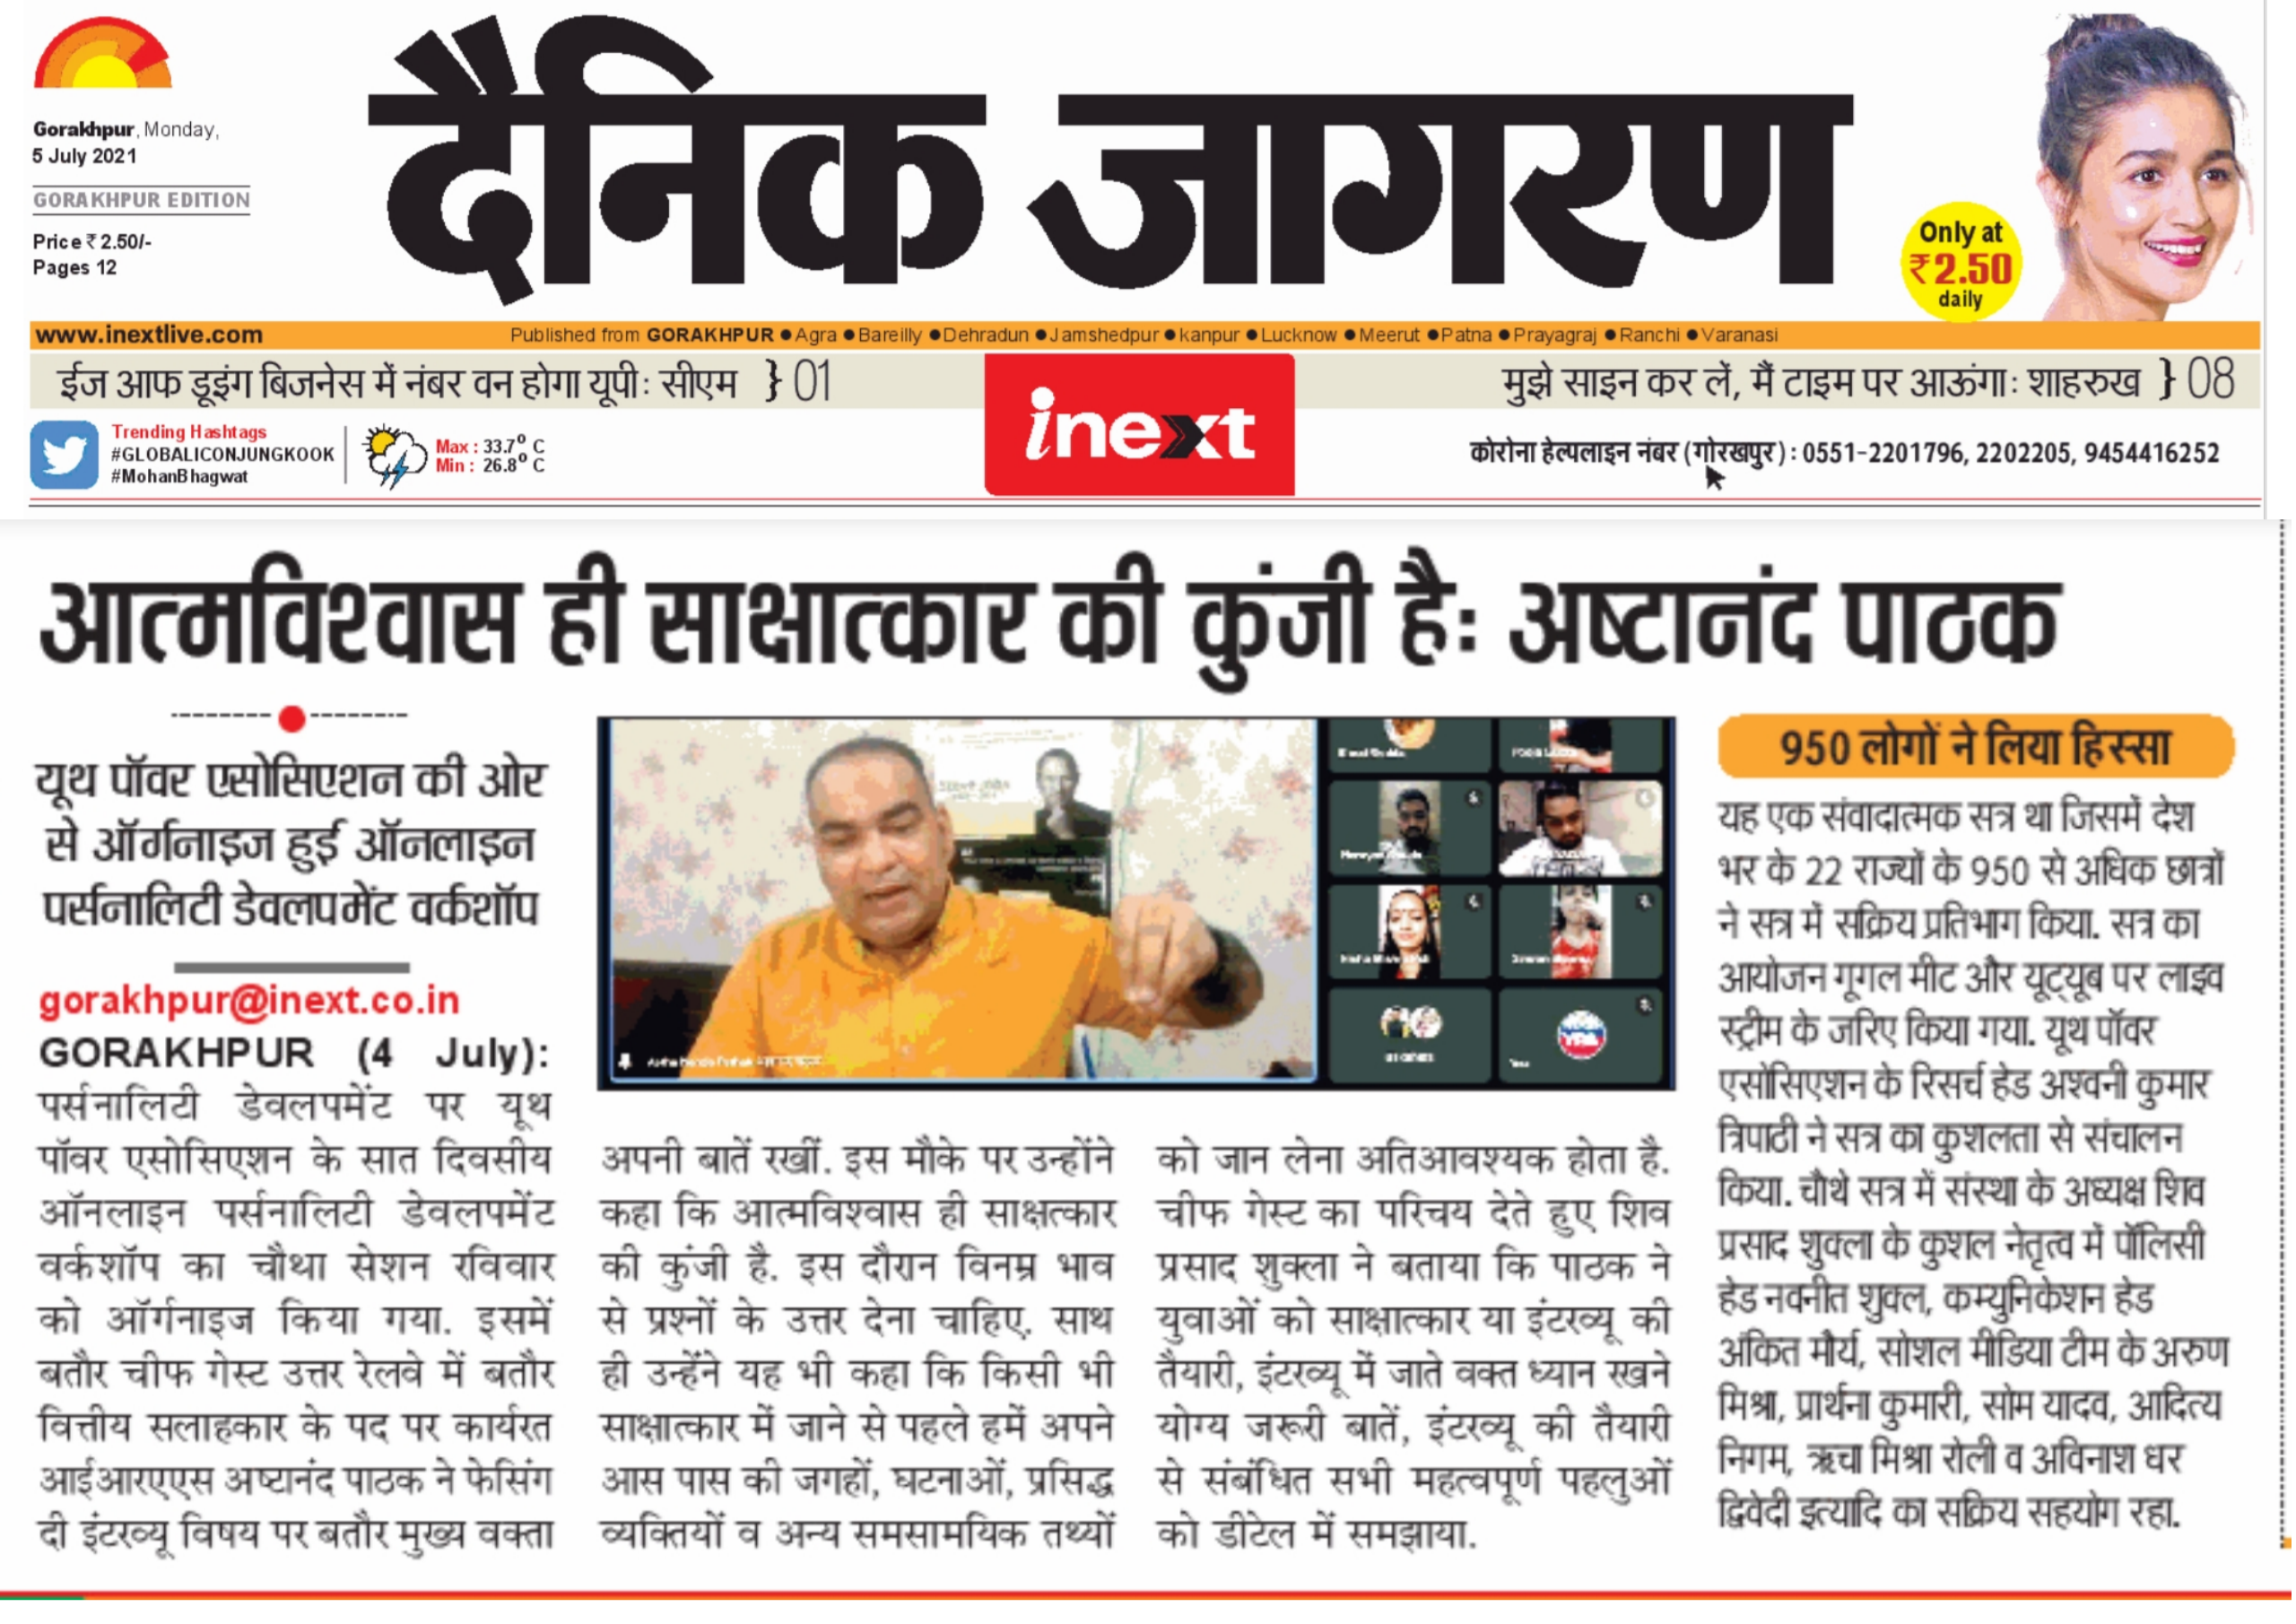 Gorakhpur, Monday,
5 July 2021
GORAKHPUR EDITION
Price ₹ 2.50/-
Pages 12
दैनिक जागरण
Only at
₹2.50
daily
www.inextlive.com
Published from GORAKHPUR ● Agra ● Bareilly ● Dehradun ● Jamshedpur ● kanpur ● Lucknow ● Meerut ● Patna ● Prayagraj ● Ranchi ● Varanasi
ईज आफ डूइंग बिजनेस में नंबर वन होगा यूपी: सीएम } 01
inext
मुझे साइन कर लें, मैं टाइम पर आऊंगा: शाहरुख } 08
Trending Hashtags
#GLOBALICONJUNGKOOK
#MohanBhagwat
Max : 33.7⁰ C
Min : 26.8⁰ C
कोरोना हेल्पलाइन नंबर (गोरखपुर) : 0551-2201796, 2202205, 9454416252
आत्मविश्वास ही साक्षात्कार की कुंजी है: अष्टानंद पाठक
यूथ पॉवर एसोसिएशन की ओर
से ऑर्गनाइज हुई ऑनलाइन
पर्सनालिटी डेवलपमेंट वर्कशॉप
gorakhpur@inext.co.in
GORAKHPUR (4 July):
पर्सनालिटी डेवलपमेंट पर यूथ
पॉवर एसोसिएशन के सात दिवसीय
ऑनलाइन पर्सनालिटी डेवलपमेंट
वर्कशॉप का चौथा सेशन रविवार
को ऑर्गनाइज किया गया. इसमें
बतौर चीफ गेस्ट उत्तर रेलवे में बतौर
वित्तीय सलाहकार के पद पर कार्यरत
आईआरएएस अष्टानंद पाठक ने फेसिंग
दी इंटरव्यू विषय पर बतौर मुख्य वक्ता
अपनी बातें रखीं. इस मौके पर उन्होंने
कहा कि आत्मविश्वास ही साक्षत्कार
की कुंजी है. इस दौरान विनम्र भाव
से प्रश्नों के उत्तर देना चाहिए. साथ
ही उन्हेंने यह भी कहा कि किसी भी
साक्षात्कार में जाने से पहले हमें अपने
आस पास की जगहों, घटनाओं, प्रसिद्ध
व्यक्तियों व अन्य समसामयिक तथ्यों
को जान लेना अतिआवश्यक होता है.
चीफ गेस्ट का परिचय देते हुए शिव
प्रसाद शुक्ला ने बताया कि पाठक ने
युवाओं को साक्षात्कार या इंटरव्यू की
तैयारी, इंटरव्यू में जाते वक्त ध्यान रखने
योग्य जरूरी बातें, इंटरव्यू की तैयारी
से संबंधित सभी महत्वपूर्ण पहलुओं
को डीटेल में समझाया.
950 लोगों ने लिया हिस्सा
यह एक संवादात्मक सत्र था जिसमें देश
भर के 22 राज्यों के 950 से अधिक छात्रों
ने सत्र में सक्रिय प्रतिभाग किया. सत्र का
आयोजन गूगल मीट और यूट्यूब पर लाइव
स्ट्रीम के जरिए किया गया. यूथ पॉवर
एसोसिएशन के रिसर्च हेड अश्वनी कुमार
त्रिपाठी ने सत्र का कुशलता से संचालन
किया. चौथे सत्र में संस्था के अध्यक्ष शिव
प्रसाद शुक्ला के कुशल नेतृत्व में पॉलिसी
हेड नवनीत शुक्ल, कम्युनिकेशन हेड
अंकित मौर्य, सोशल मीडिया टीम के अरुण
मिश्रा, प्रार्थना कुमारी, सोम यादव, आदित्य
निगम, ऋचा मिश्रा रोली व अविनाश धर
द्विवेदी इत्यादि का सक्रिय सहयोग रहा.